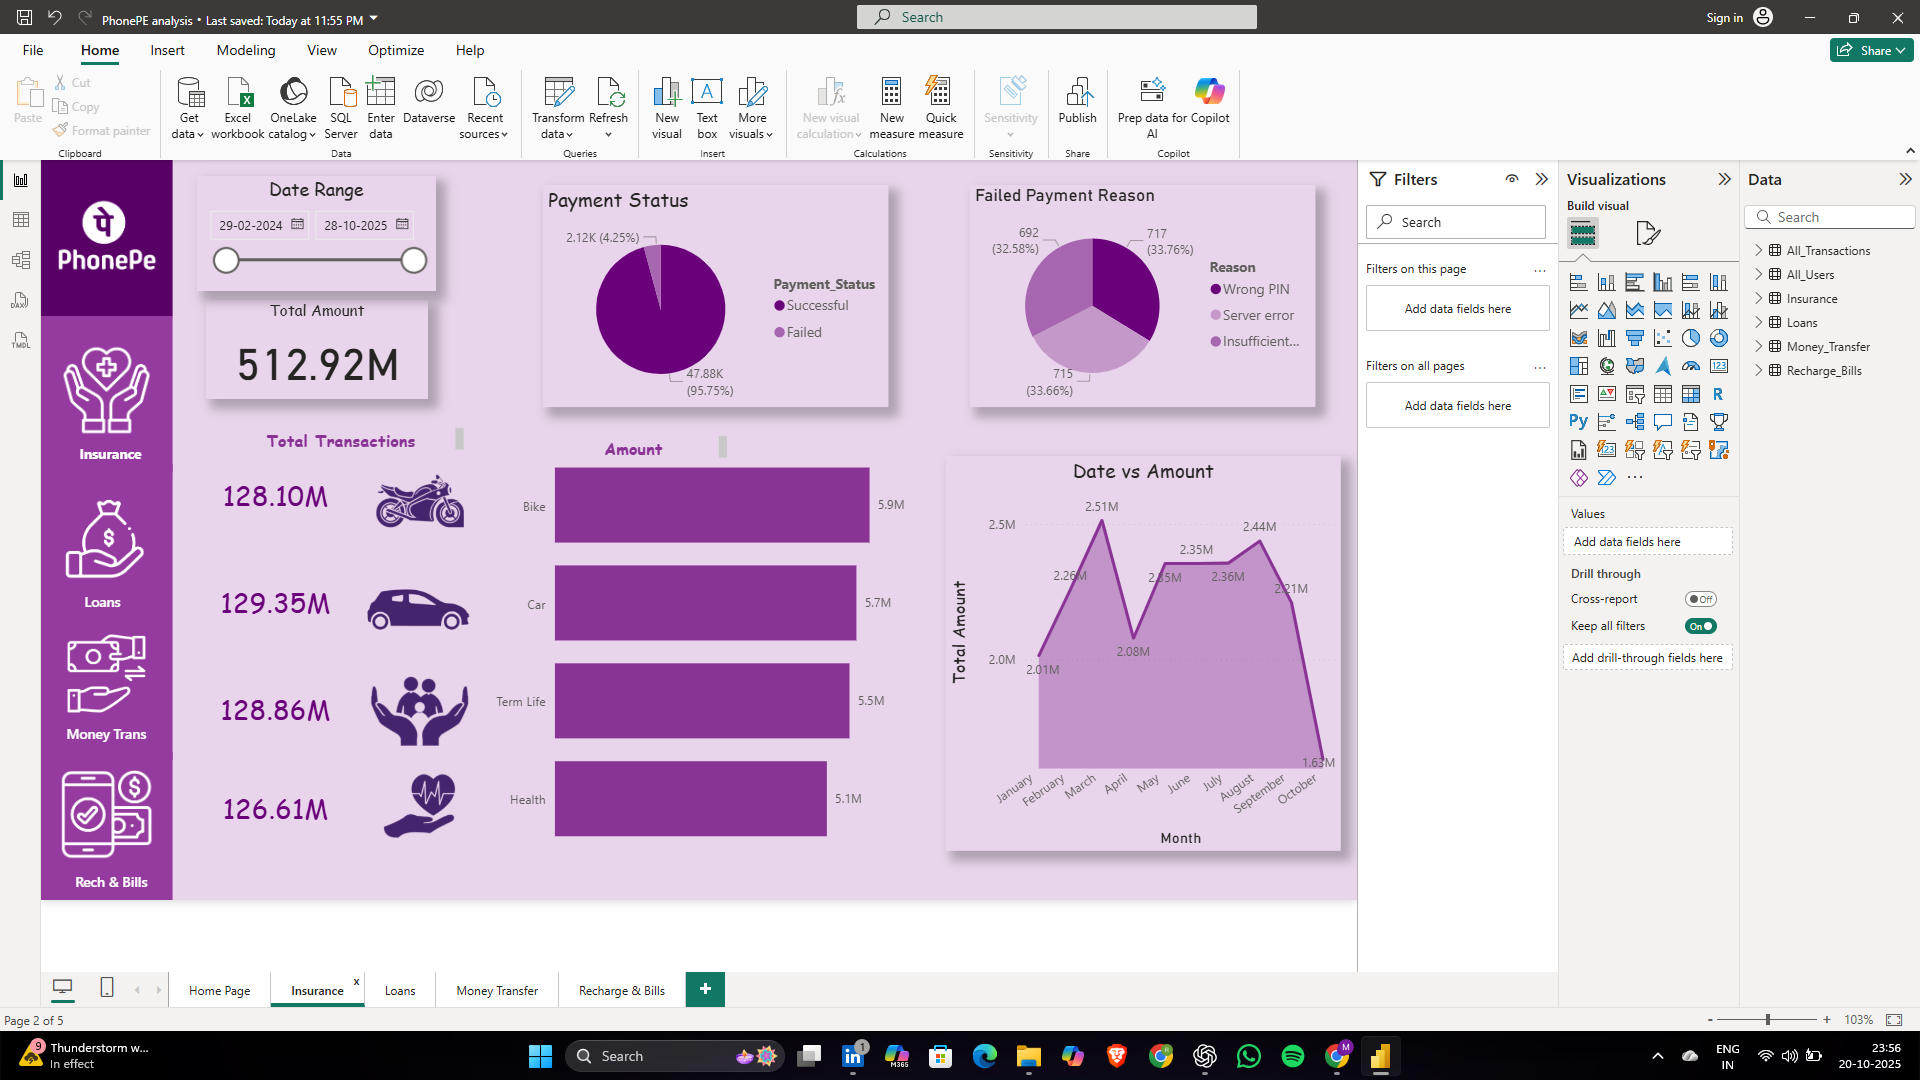 PhonePE analysis • Last saved: Today at 11:55 PM
Search
Sign in
File Home Insert Modeling View Optimize Help
Share
Paste
Cut
Copy
Format painter
Clipboard
Get data
Excel workbook
OneLake catalog
SQL Server
Enter data
Dataverse
Recent sources
Data
Transform data
Refresh
Queries
New visual
Text box
More visuals
Insert
New visual calculation
New measure
Quick measure
Calculations
Sensitivity
Sensitivity
Publish
Share
Prep data for AI
Copilot
Copilot
DAX
TMDL
पे
PhonePe
Insurance
Loans
Money Trans
Rech & Bills
Date Range
29-02-2024
28-10-2025
Total Amount
512.92M
Payment Status
2.12K (4.25%)
47.88K
(95.75%)
Payment_Status
Successful
Failed
Failed Payment Reason
692
(32.58%)
717
(33.76%)
715
(33.66%)
Reason
Wrong PIN
Server error
Insufficient...
Total Transactions
128.10M
129.35M
128.86M
126.61M
Amount
Bike
5.9M
Car
5.7M
Term Life
5.5M
Health
5.1M
Date vs Amount
Total Amount
2.5M
2.0M
2.01M
2.26M
2.51M
2.08M
2.35M
2.35M
2.36M
2.44M
2.21M
1.63M
January
February
March
April
May
June
July
August
September
October
Month
Filters
Search
Filters on this page
...
Add data fields here
Filters on all pages
...
Add data fields here
Visualizations
Build visual
123
R
Py
123
...
Values
Add data fields here
Drill through
Cross-report
Off
Keep all filters
On
Add drill-through fields here
Data
Search
All_Transactions
All_Users
Insurance
Loans
Money_Transfer
Recharge_Bills
Home Page
Insurance
x
Loans
Money Transfer
Recharge & Bills
+
Page 2 of 5
- + 103%
9
Thunderstorm w...
In effect
Search
1
M365
M
ENG
IN
23:56
20-10-2025